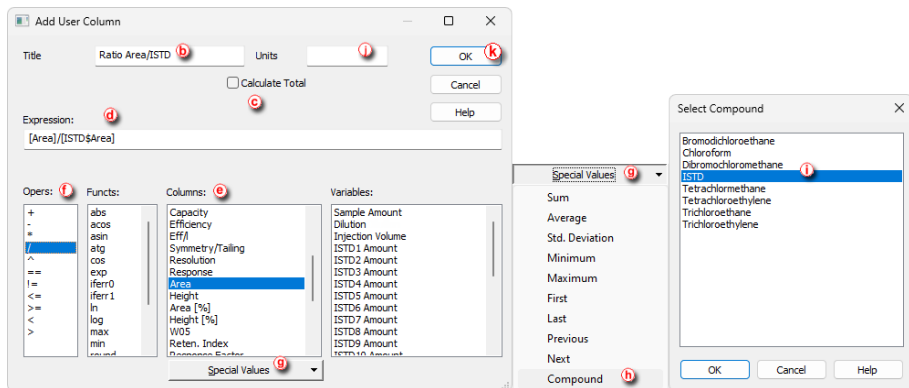 Add User Column
Title Ratio Area/ISTD b Units j OK k
Calculate Total Cancel
c
Help
Expression: d
[Area]/[ISTD$Area]
Opers: f Functs: Columns: e Variables:
+
-
*
/
^
==
!=
<=
>=
<
>
abs
acos
asin
atg
cos
exp
iferr0
iferr1
ln
log
max
min
round
Capacity
Efficiency
Eff/l
Symmetry/Tailing
Resolution
Response
Area
Height
Area [%]
Height [%]
W05
Reten. Index
Response Factor
Sample Amount
Dilution
Injection Volume
ISTD1 Amount
ISTD2 Amount
ISTD3 Amount
ISTD4 Amount
ISTD5 Amount
ISTD6 Amount
ISTD7 Amount
ISTD8 Amount
ISTD9 Amount
ISTD10 Amount
Special Values g
Special Values g
Sum
Average
Std. Deviation
Minimum
Maximum
First
Last
Previous
Next
Compound h
Select Compound
Bromodichloroethane
Chloroform
Dibromochloromethane
ISTD i
Tetrachlormethane
Tetrachloroethylene
Trichloroethane
Trichloroethylene
OK Cancel Help